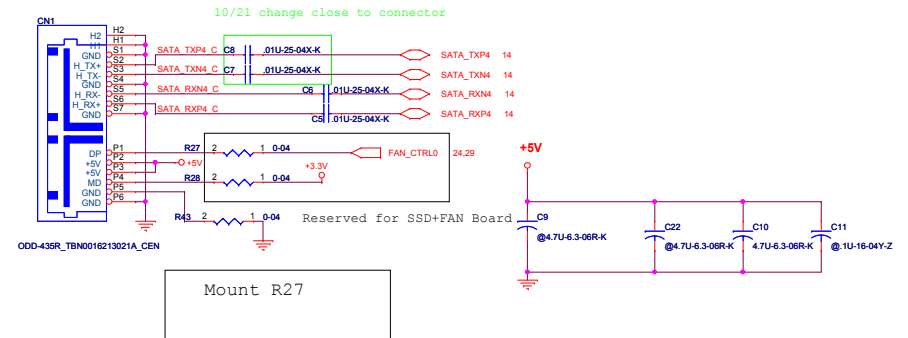 10/21 change close to connector
CN1
H2 H2
H1 H1
GND S1
H_TX+ S2 SATA_TXP4_C C8 .01U-25-04X-K SATA_TXP4 14
H_TX- S3 SATA_TXN4_C C7 .01U-25-04X-K SATA_TXN4 14
GND S4
H_RX- S5 SATA_RXN4_C C6 .01U-25-04X-K SATA_RXN4 14
H_RX+ S6 SATA_RXP4_C C5 .01U-25-04X-K SATA_RXP4 14
GND S7
DP P1 R27 2 1 0-04 FAN_CTRL0 24,29
+5V P2 +5V
+5V P3 +3.3V
MD P4 R28 2 1 0-04
GND P5
GND P6
R43 2 1 0-04
Reserved for SSD+FAN Board
ODD-435R_TBN0016213021A_CEN
+5V
C9 @4.7U-6.3-06R-K
C22 @4.7U-6.3-06R-K
C10 4.7U-6.3-06R-K
C11 @.1U-16-04Y-Z
Mount R27